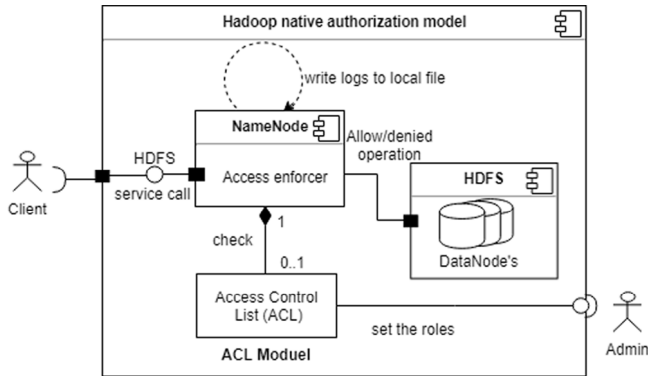 Hadoop native authorization model
write logs to local file
NameNode
Allow/denied
operation
HDFS
service call
Access enforcer
HDFS
DataNode's
Client
1
check
0..1
Access Control
List (ACL)
set the roles
ACL Moduel
Admin